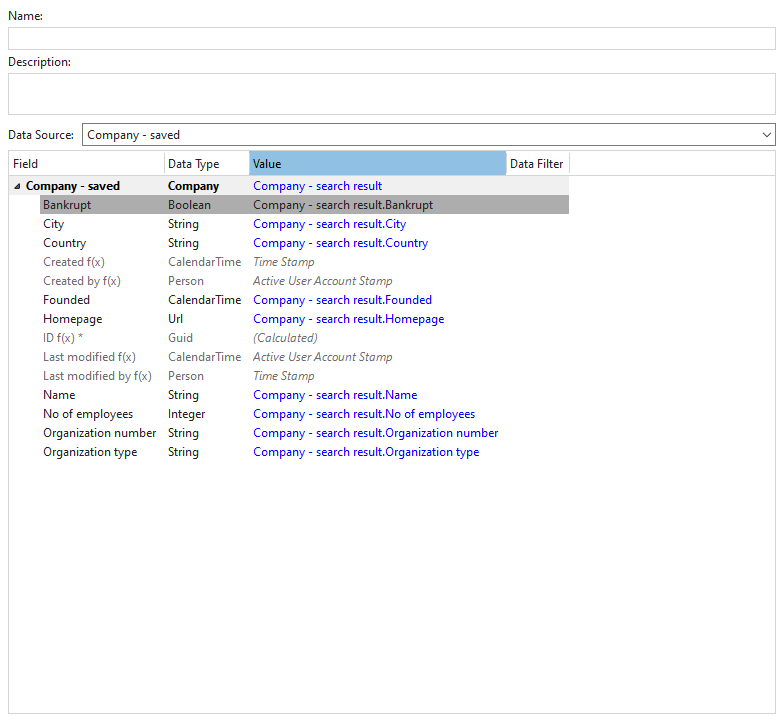 Name:
Description:
Data Source: Company - saved
Field Data Type Value Data Filter
Company - saved Company Company - search result
Bankrupt Boolean Company - search result.Bankrupt
City String Company - search result.City
Country String Company - search result.Country
Created f(x) CalendarTime Time Stamp
Created by f(x) Person Active User Account Stamp
Founded CalendarTime Company - search result.Founded
Homepage Url Company - search result.Homepage
ID f(x) * Guid (Calculated)
Last modified f(x) CalendarTime Active User Account Stamp
Last modified by f(x) Person Time Stamp
Name String Company - search result.Name
No of employees Integer Company - search result.No of employees
Organization number String Company - search result.Organization number
Organization type String Company - search result.Organization type